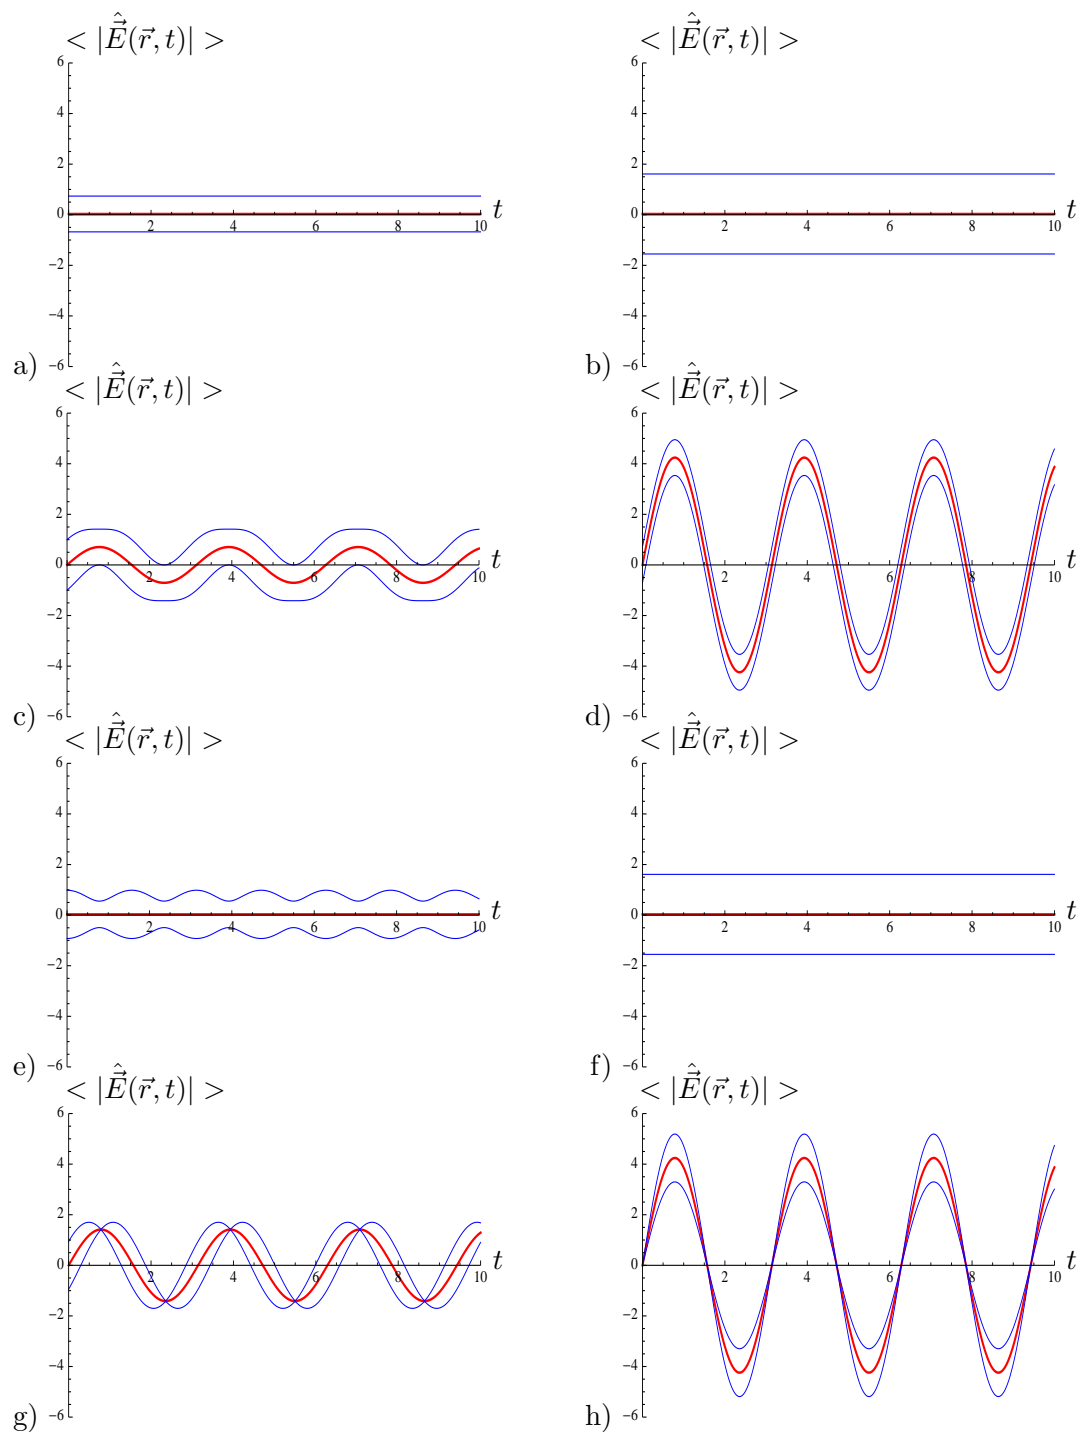 < |\hat{\vec{E}}(\vec{r}, t)| > < |\hat{\vec{E}}(\vec{r}, t)| >
6 4 2 0 −2 −4 −6 2 4 6 8 10 t 6 4 2 0 −2 −4 −6 2 4 6 8 10 t
a) b)
< |\hat{\vec{E}}(\vec{r}, t)| > < |\hat{\vec{E}}(\vec{r}, t)| >
6 4 2 0 −2 −4 −6 2 4 6 8 10 t 6 4 2 0 −2 −4 −6 2 4 6 8 10 t
c) d)
< |\hat{\vec{E}}(\vec{r}, t)| > < |\hat{\vec{E}}(\vec{r}, t)| >
6 4 2 0 −2 −4 −6 2 4 6 8 10 t 6 4 2 0 −2 −4 −6 2 4 6 8 10 t
e) f)
< |\hat{\vec{E}}(\vec{r}, t)| > < |\hat{\vec{E}}(\vec{r}, t)| >
6 4 2 0 −2 −4 −6 2 4 6 8 10 t 6 4 2 0 −2 −4 −6 2 4 6 8 10 t
g) h)